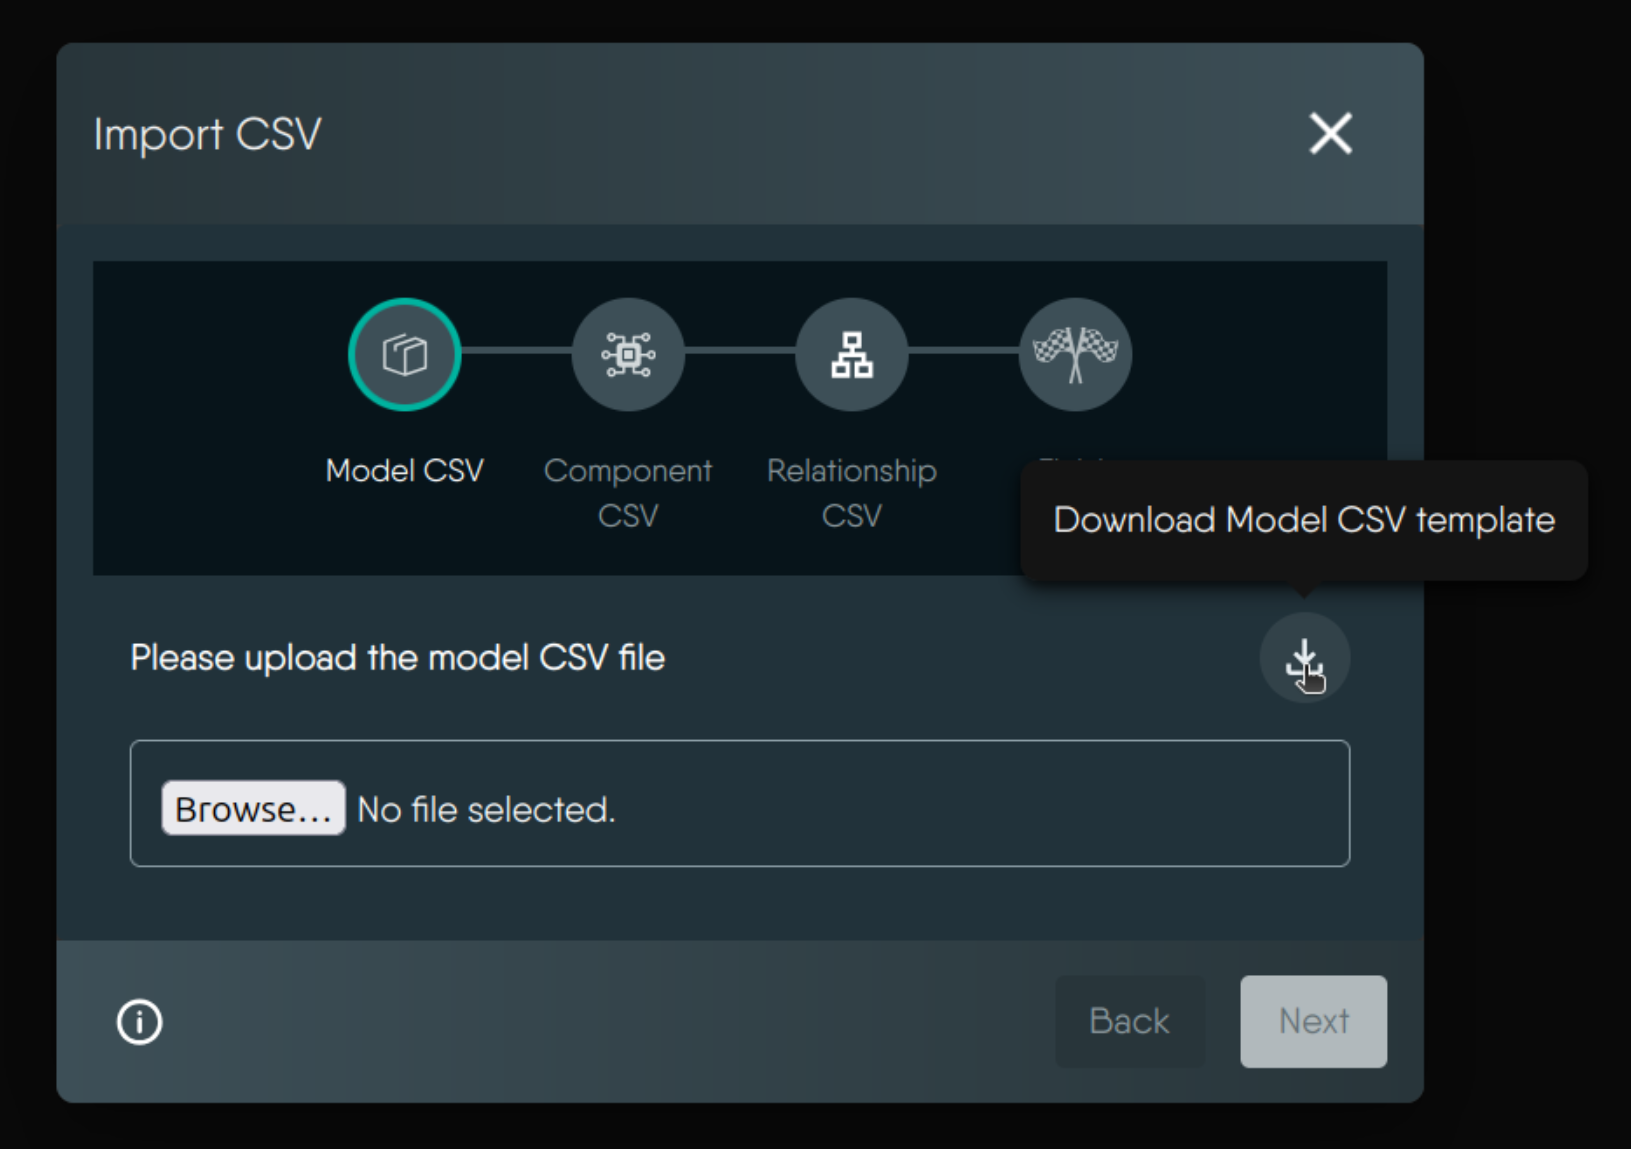 Import CSV
Model CSV
Component
CSV
Relationship
CSV
Download Model CSV template
Please upload the model CSV file
Browse... No file selected.
Back
Next